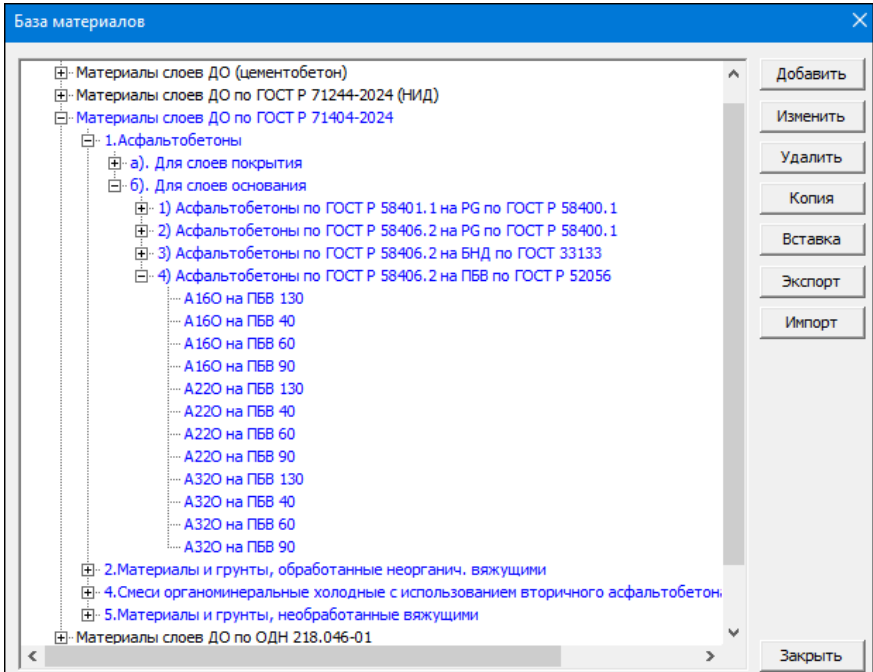 База материалов
Материалы слоев ДО (цементобетон)
Добавить
Материалы слоев ДО по ГОСТ Р 71244-2024 (НИД)
Материалы слоев ДО по ГОСТ Р 71404-2024
Изменить
1.Асфальтобетоны
а). Для слоев покрытия
Удалить
б). Для слоев основания
1) Асфальтобетоны по ГОСТ Р 58401.1 на PG по ГОСТ Р 58400.1
Копия
2) Асфальтобетоны по ГОСТ Р 58406.2 на PG по ГОСТ Р 58400.1
Вставка
3) Асфальтобетоны по ГОСТ Р 58406.2 на БНД по ГОСТ 33133
4) Асфальтобетоны по ГОСТ Р 58406.2 на ПБВ по ГОСТ Р 52056
Экспорт
А16О на ПБВ 130
А16О на ПБВ 40
Импорт
А16О на ПБВ 60
А16О на ПБВ 90
А22О на ПБВ 130
А22О на ПБВ 40
А22О на ПБВ 60
А22О на ПБВ 90
А32О на ПБВ 130
А32О на ПБВ 40
А32О на ПБВ 60
А32О на ПБВ 90
2.Материалы и грунты, обработанные неорганич. вяжущими
4.Смеси органоминеральные холодные с использованием вторичного асфальтобетона
5.Материалы и грунты, необработанные вяжущими
Материалы слоев ДО по ОДН 218.046-01
Закрыть